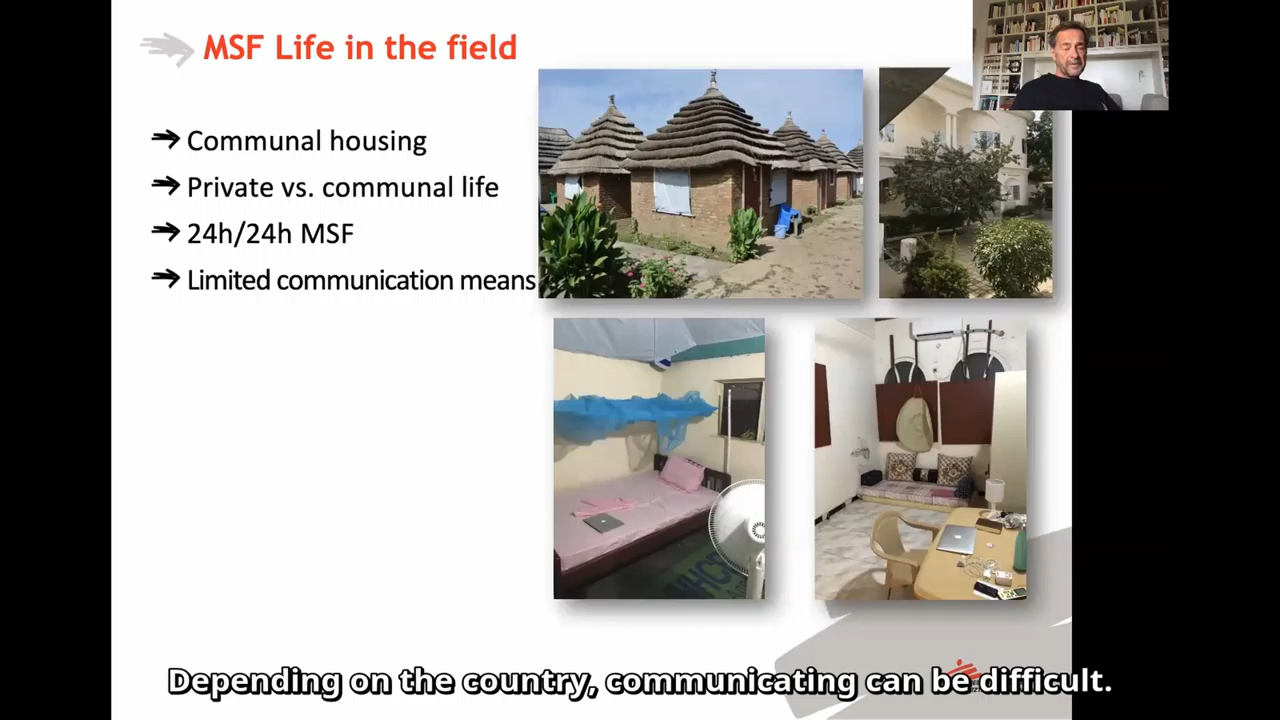 MSF Life in the field
Communal housing
Private vs. communal life
24h/24h MSF
Limited communication means
Depending on the country, communicating can be difficult.